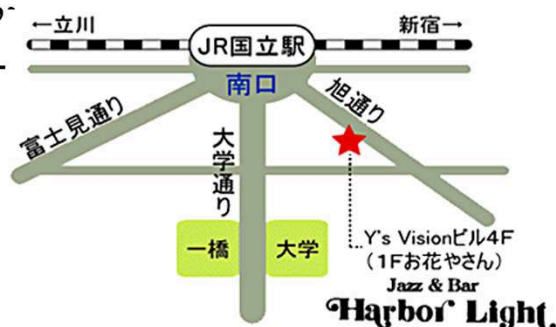 ←立川
新宿→
JR国立駅
南口
富士見通り
大学通り
旭通り
一橋
大学
Y's Visionビル4F
（1Fお花やさん）
Jazz & Bar
Harbor Light